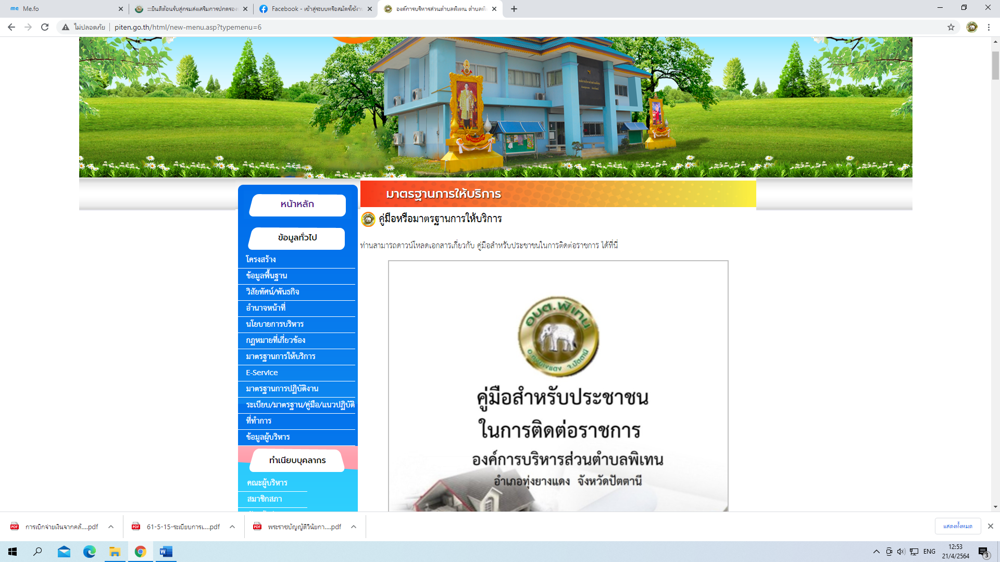 me Me.fo
:::ยินดีต้อนรับสู่กรมส่งเสริมการปกครอง
Facebook - เข้าสู่ระบบหรือสมัครใช้งาน
องค์การบริหารส่วนตำบลพิเทน ตำบลพิเ
ไม่ปลอดภัย
piten.go.th/html/new-menu.asp?typemenu=6
หน้าหลัก
ข้อมูลทั่วไป
โครงสร้าง
ข้อมูลพื้นฐาน
วิสัยทัศน์/พันธกิจ
อำนาจหน้าที่
นโยบายการบริหาร
กฏหมายที่เกี่ยวข้อง
มาตรฐานการให้บริการ
E-Service
มาตรฐานการปฏิบัติงาน
ระเบียบ/มาตรฐาน/คู่มือ/แนวปฏิบัติ
ที่ทำการ
ข้อมูลผู้บริหาร
ทำเนียบบุคลากร
คณะผู้บริหาร
สมาชิกสภา
มาตรฐานการให้บริการ
คู่มือหรือมาตรฐานการให้บริการ
ท่านสามารถดาวน์โหลดเอกสารเกี่ยวกับ คู่มือสำหรับประชาชนในการติดต่อราชการ ได้ที่นี่
อบต.พิเทน
อ.ทุ่งยางแดง จ.ปัตตานี
คู่มือสำหรับประชาชน
ในการติดต่อราชการ
องค์การบริหารส่วนตำบลพิเทน
อำเภอทุ่งยางแดง จังหวัดปัตตานี
การเบิกจ่ายเงินจากคลั....pdf
61-5-15-ระเบียบการเ....pdf
พระราชบัญญัติวินัยกา....pdf
แสดงทั้งหมด
ENG
12:53
21/4/2564
3